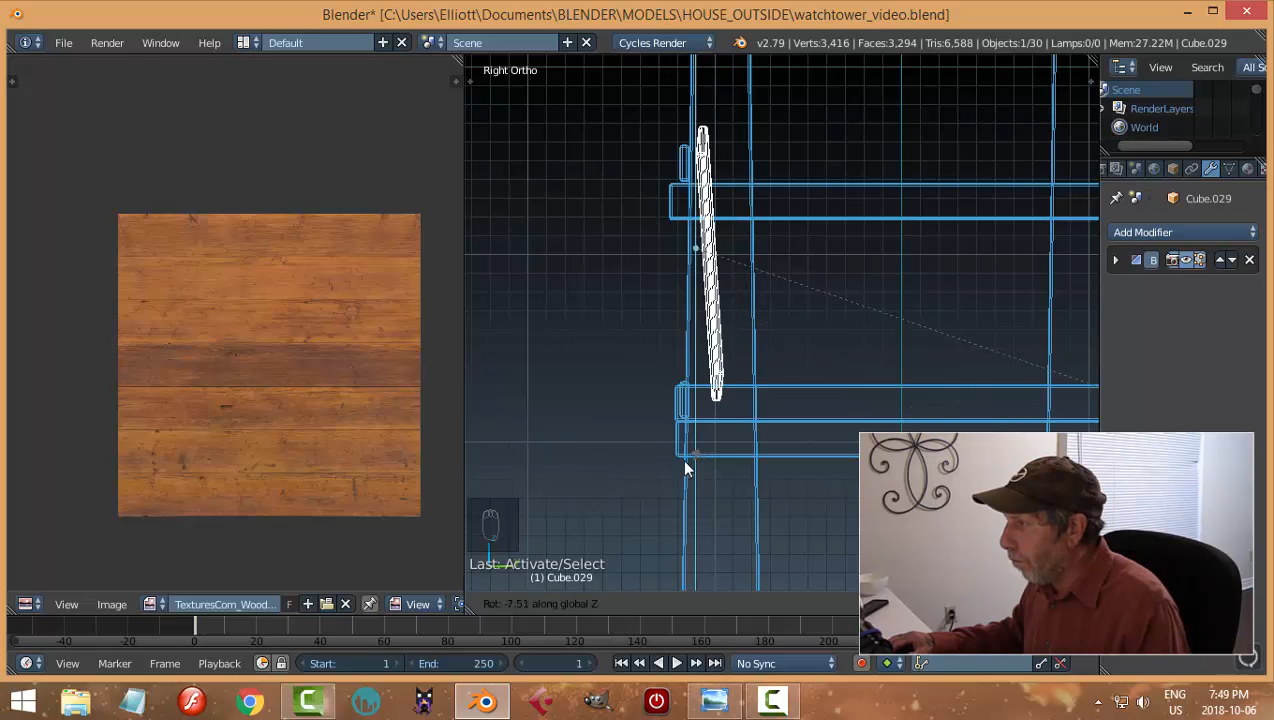 Blender* [C:\Users\Elliott\Documents\BLENDER\MODELS\HOUSE_OUTSIDE\watchtower_video.blend]
File Render Window Help Default Scene Cycles Render v2.79 | Verts:3,416 | Faces:3,294 | Tris:6,588 | Objects:1/30 | Lamps:0/0 | Mem:27.22M | Cube.029
Right Ortho
View Search All S
Scene
RenderLayers
World
Cube.029
Add Modifier
B
Last: Activate/Select
(1) Cube.029
Rot: -7.51 along global Z
View Image TexturesCom_Wood... F View
-40 -20 0 20 40 60 80 100 120 140 160 180 200
View Marker Frame Playback Start: 1 End: 250 1 No Sync
ENG 7:49 PM
US 2018-10-06